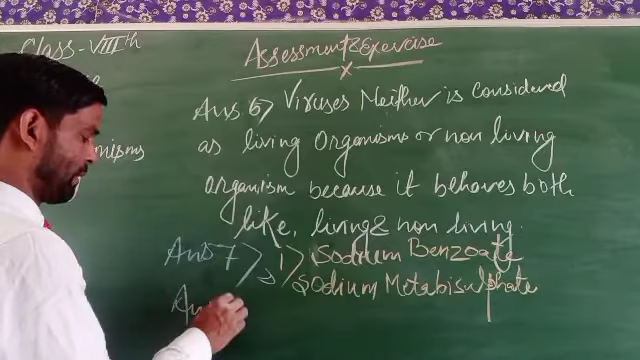 Class-VIIIth
Assessment & Exercise
x
Ans 6> Viruses Neither is considered
as living Organisms or non living
organism because it behoves both
like, living & non living.
Ans 7> 1> Sodium Benzoate
2> Sodium Metabisulphate